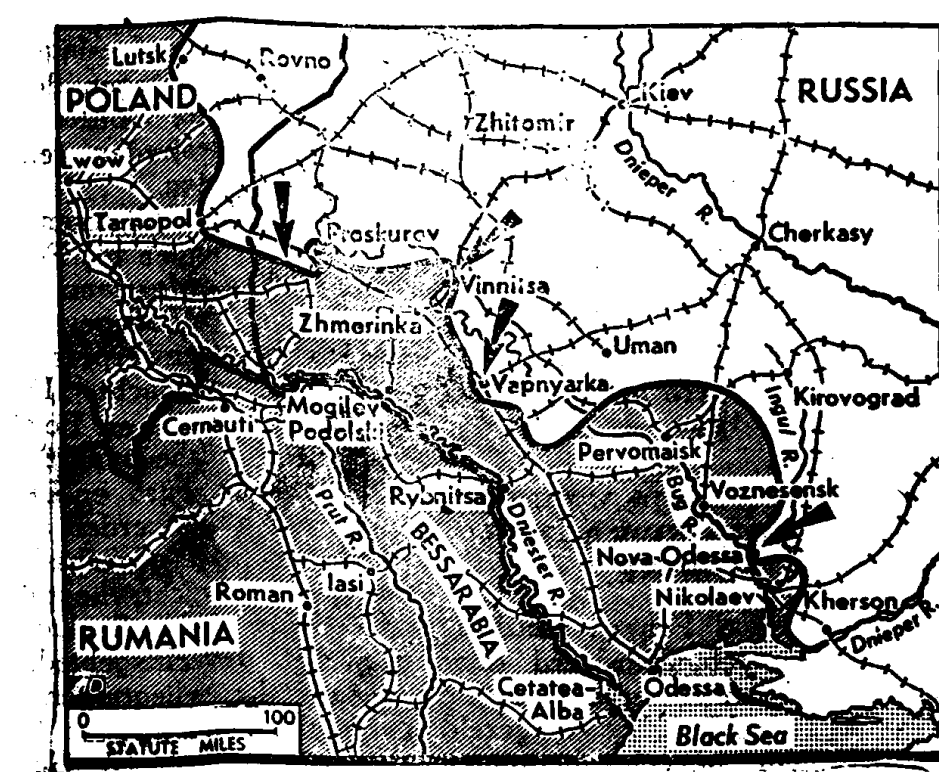 Lutsk
Rovno
POLAND
Kiev
RUSSIA
Zhitomir
Lwow
Dnieper R.
Tarnopol
Proskurov
Cherkasy
Vinnitsa
Zhmerinka
Uman
Vapnyarka
Ingul R.
Kirovograd
Mogilev
Podolski
Cernauti
Pervomaisk
Rybnitsa
Bug R.
Voznesensk
Prut R.
Dniester R.
BESSARABIA
Nova-Odessa
Iasi
Roman
Nikolaev
Kherson
RUMANIA
Dnieper R.
Cetatea-
Alba
Odessa
0 100
STATUTE MILES
Black Sea